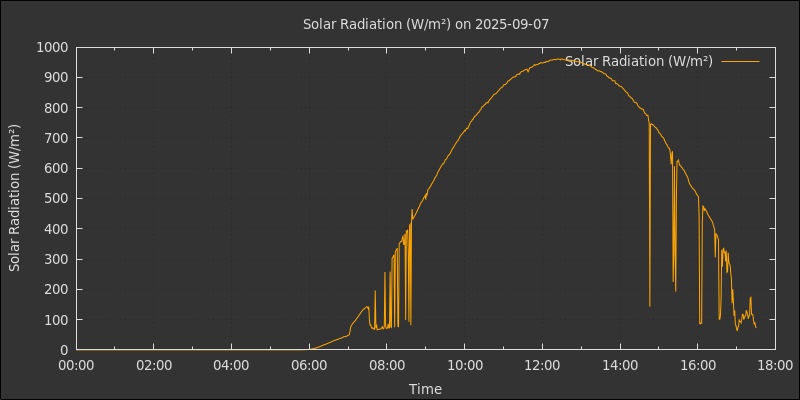 Solar Radiation (W/m²) on 2025-09-07
Solar Radiation (W/m²)
1000
900
800
700
600
500
400
300
200
100
0
Solar Radiation (W/m²)
00:00 02:00 04:00 06:00 08:00 10:00 12:00 14:00 16:00 18:00
Time